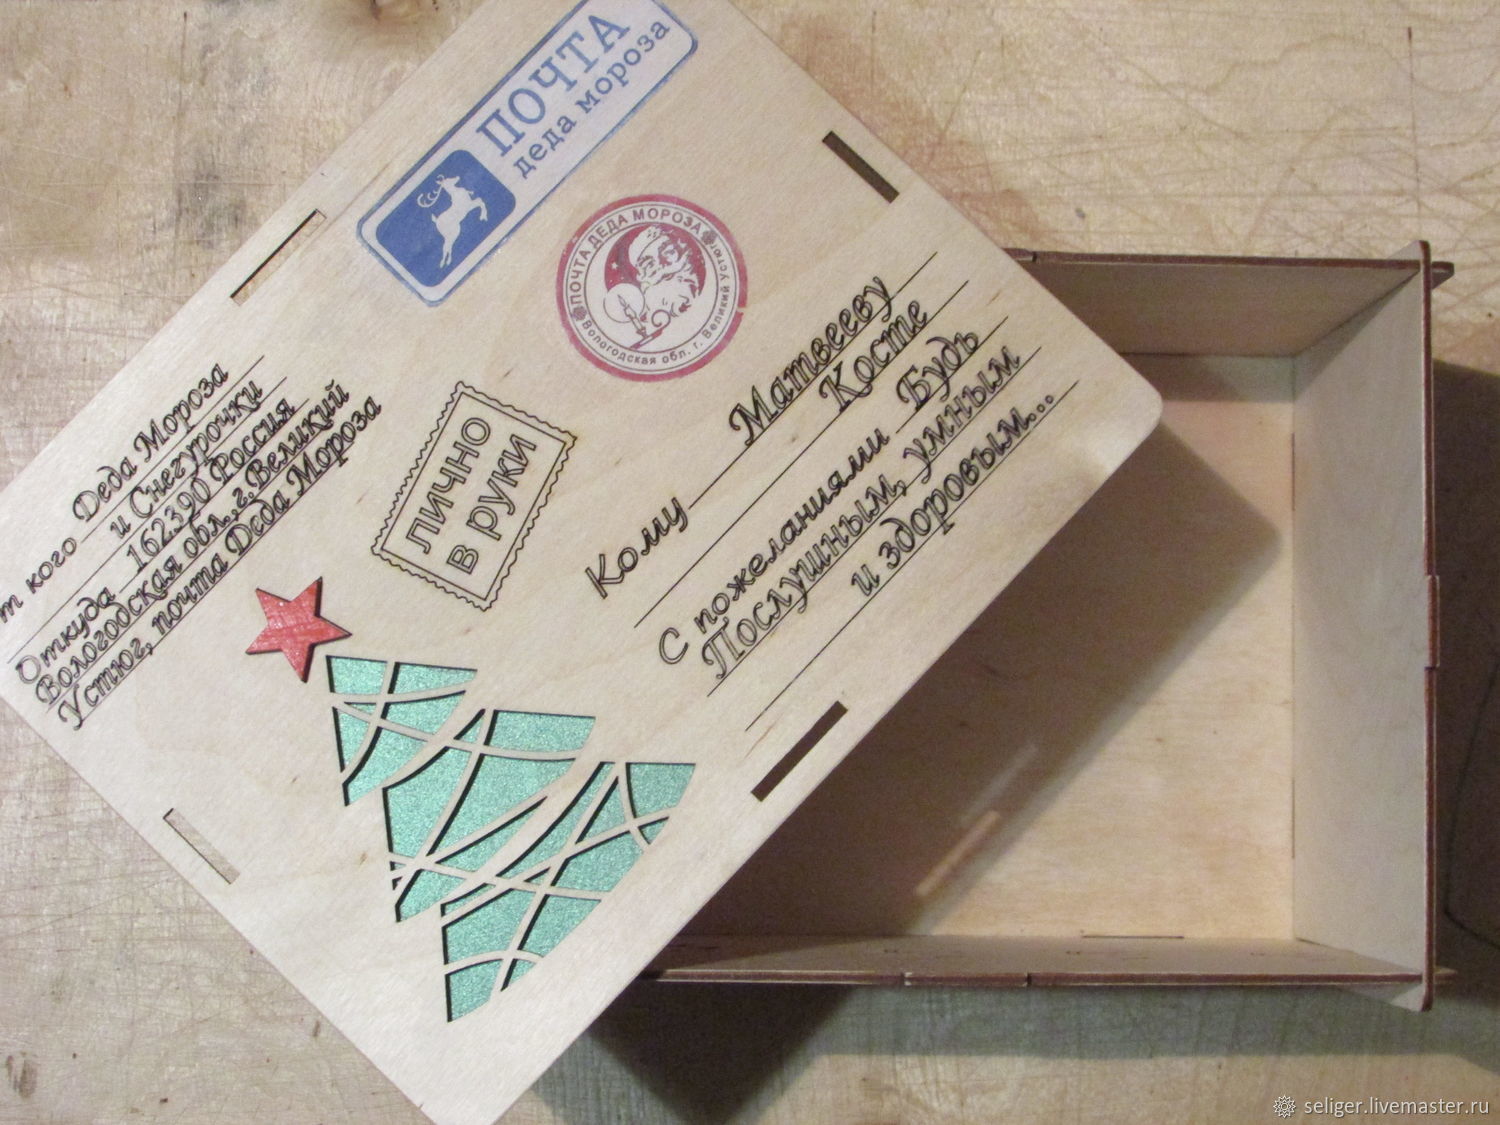 ПОЧТА
деда мороза
ПОЧТА ДЕДА МОРОЗА
Вологодская обл. г. Великий Устюг
т кого Деда Мороза
и Снегурочки
Откуда 162390 Россия
Вологодская обл.,г.Великий
Устюг, почта Деда Мороза
ЛИЧНО
В РУКИ
Кому Матвееву
Косте
С пожеланиями Будь
Послушным, умным
и здоровым...
seliger.livemaster.ru